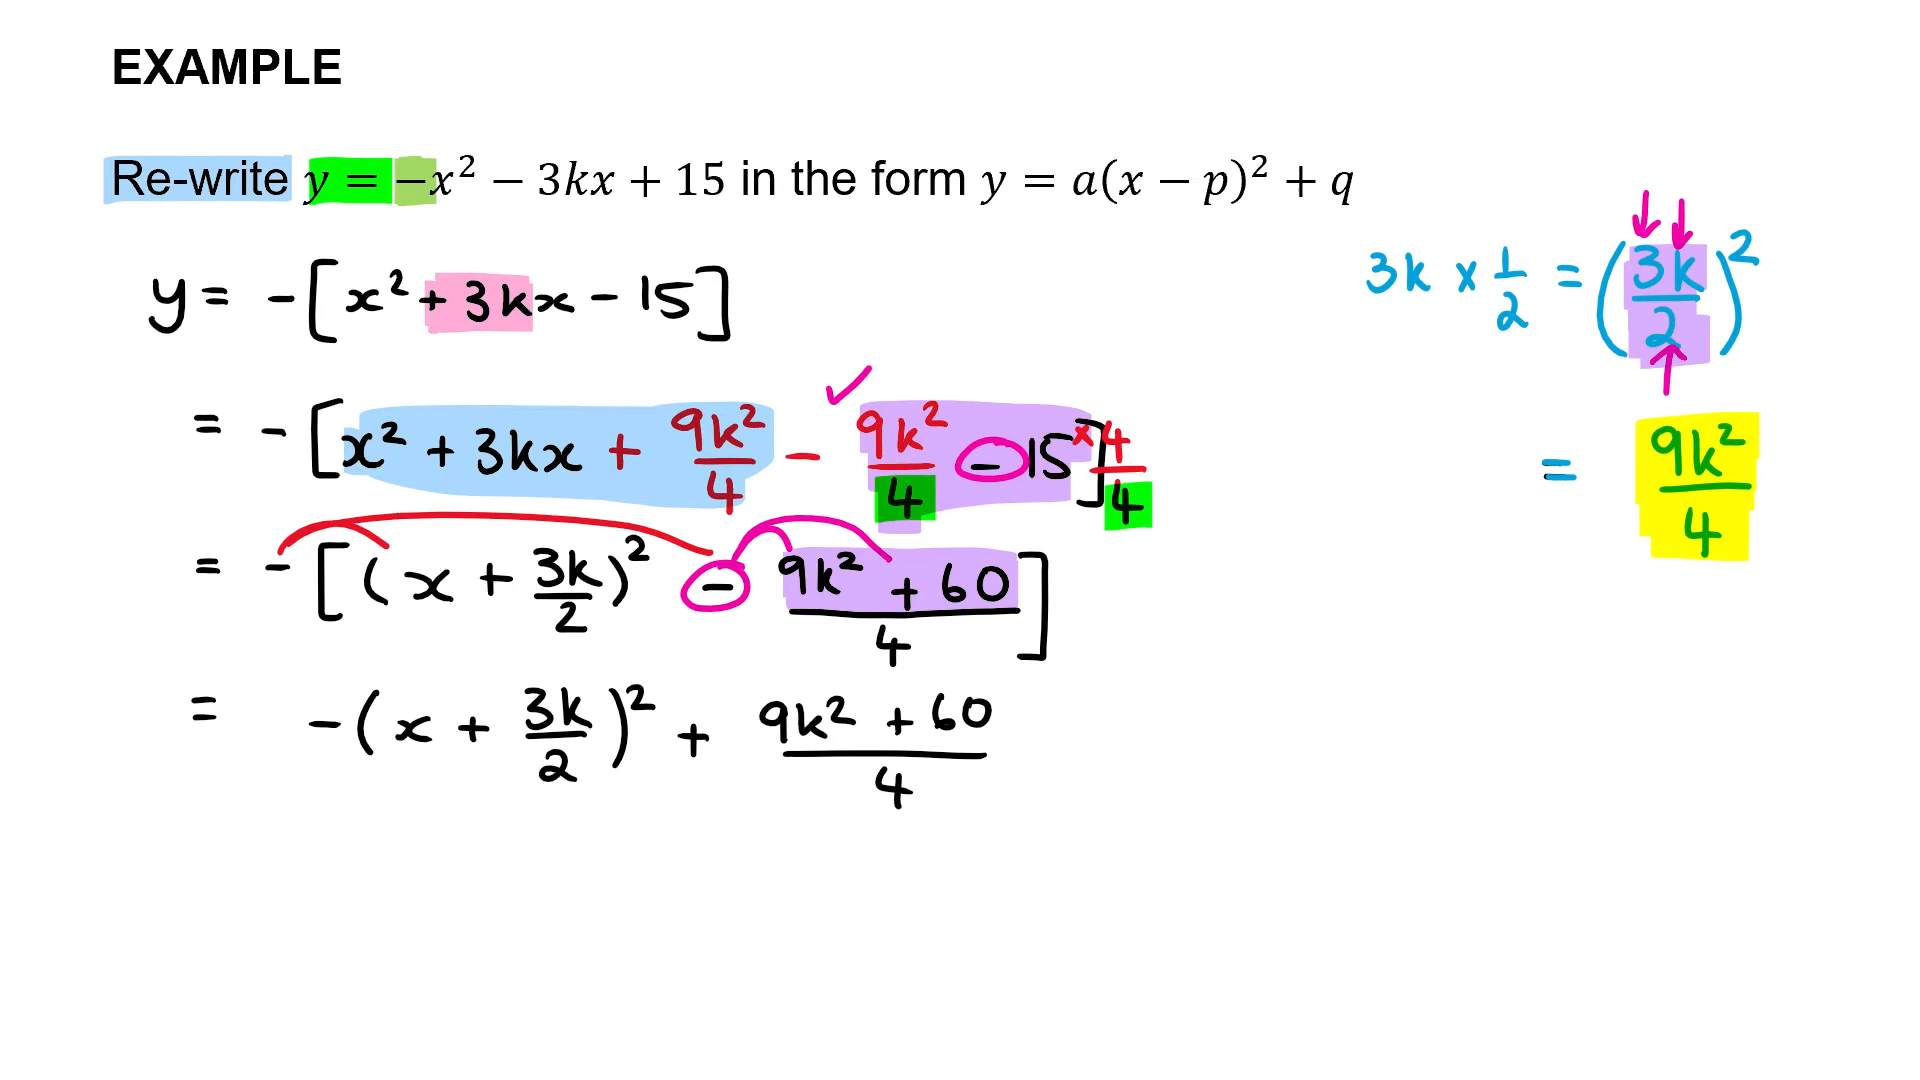 EXAMPLE
Re-write y = −x² − 3kx + 15 in the form y = a(x − p)² + q
y = - [x² + 3kx - 15]
3k × 1/2 = (3k/2)²
= - [x² + 3kx + 9k²/4 - 9k²/4 - 15] × 4/4
= 9k²/4
= - [(x + 3k/2)² - (9k² + 60)/4]
= -(x + 3k/2)² + (9k² + 60)/4